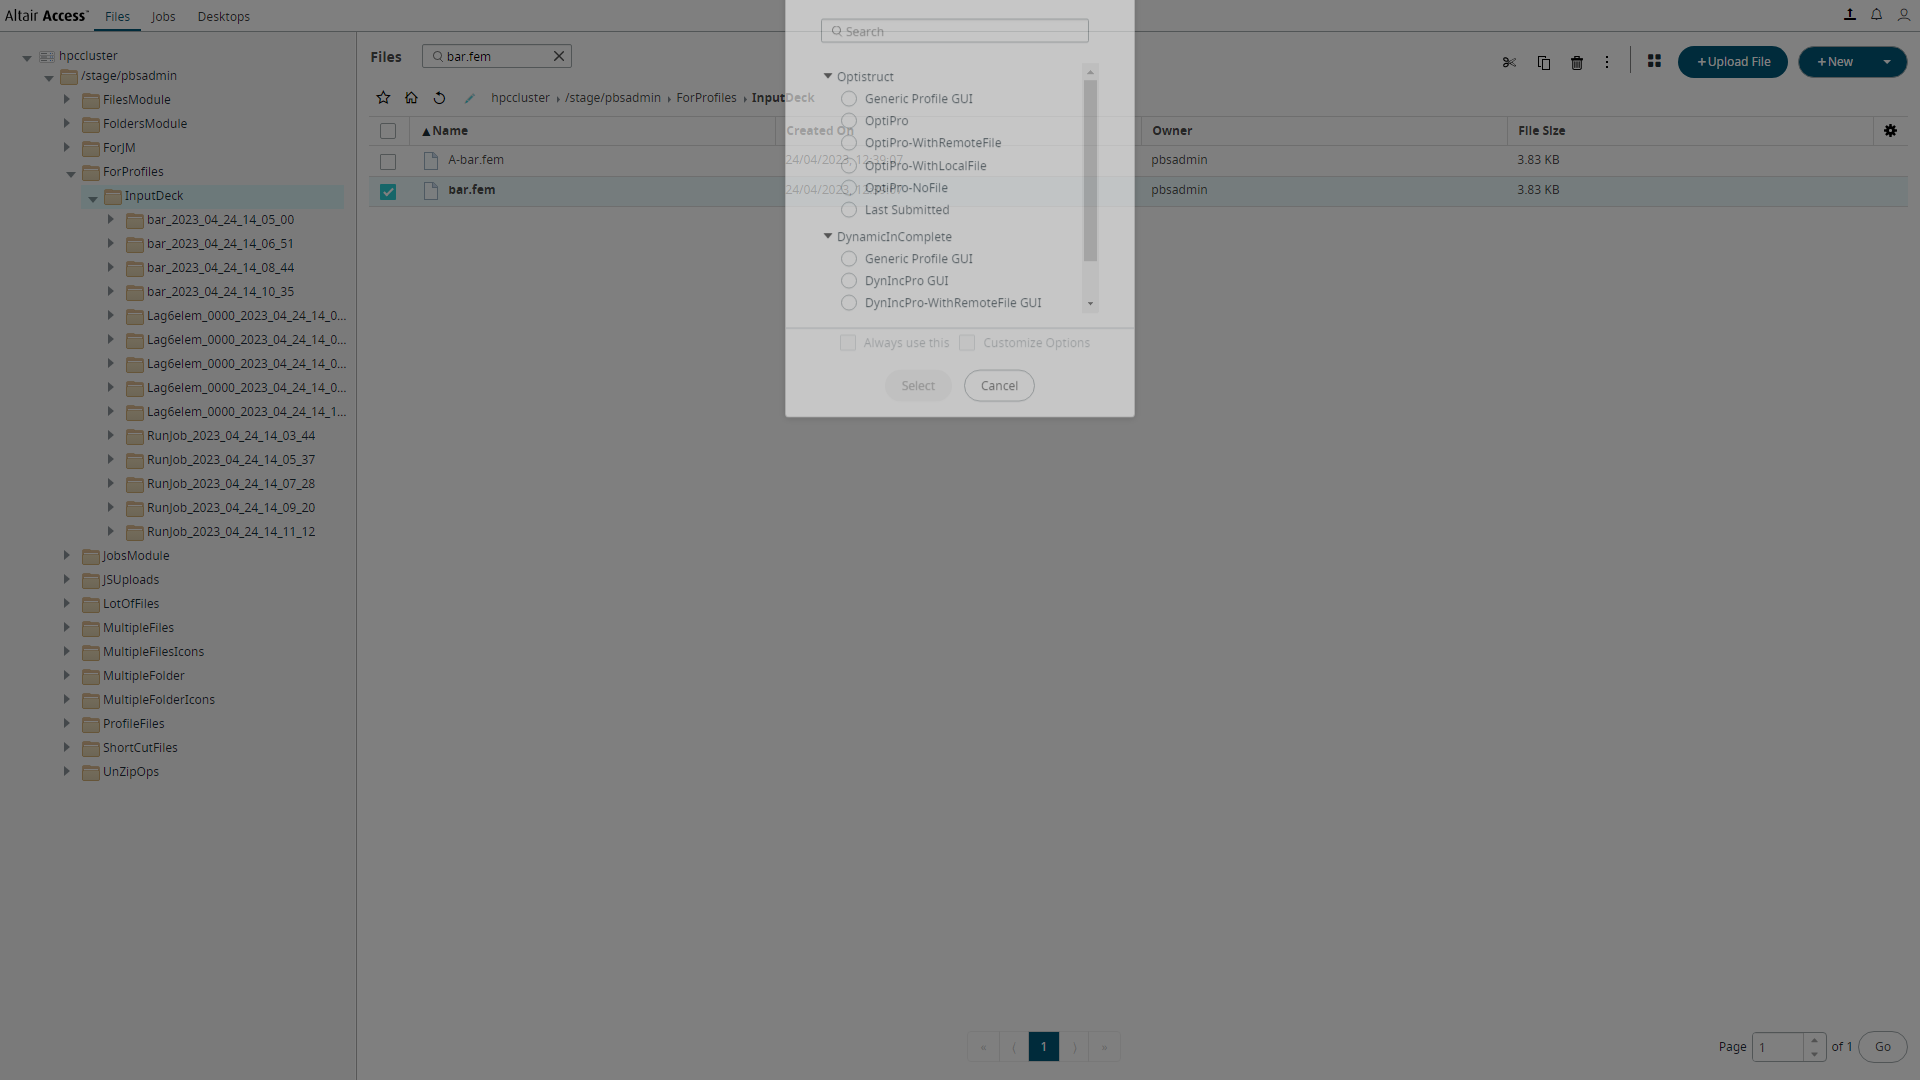 Altair Access™ Files Jobs Desktops
hpccluster
/stage/pbsadmin
FilesModule
FoldersModule
ForJM
ForProfiles
InputDeck
bar_2023_04_24_14_05_00
bar_2023_04_24_14_06_51
bar_2023_04_24_14_08_44
bar_2023_04_24_14_10_35
Lag6elem_0000_2023_04_24_14_0...
Lag6elem_0000_2023_04_24_14_0...
Lag6elem_0000_2023_04_24_14_0...
Lag6elem_0000_2023_04_24_14_0...
Lag6elem_0000_2023_04_24_14_1...
RunJob_2023_04_24_14_03_44
RunJob_2023_04_24_14_05_37
RunJob_2023_04_24_14_07_28
RunJob_2023_04_24_14_09_20
RunJob_2023_04_24_14_11_12
JobsModule
JSUploads
LotOfFiles
MultipleFiles
MultipleFilesIcons
MultipleFolder
MultipleFolderIcons
ProfileFiles
ShortCutFiles
UnZipOps
Files bar.fem
+Upload File +New
hpccluster › /stage/pbsadmin › ForProfiles › InputDeck
Name Created On Owner File Size
A-bar.fem 24/04/2023, 12:39:07 pbsadmin 3.83 KB
bar.fem 24/04/2023, pbsadmin 3.83 KB
Search
Optistruct
Generic Profile GUI
OptiPro
OptiPro-WithRemoteFile
OptiPro-WithLocalFile
OptiPro-NoFile
Last Submitted
DynamicInComplete
Generic Profile GUI
DynIncPro GUI
DynIncPro-WithRemoteFile GUI
Always use this Customize Options
Select Cancel
« ⟨ 1 ⟩ »
Page 1 of 1 Go